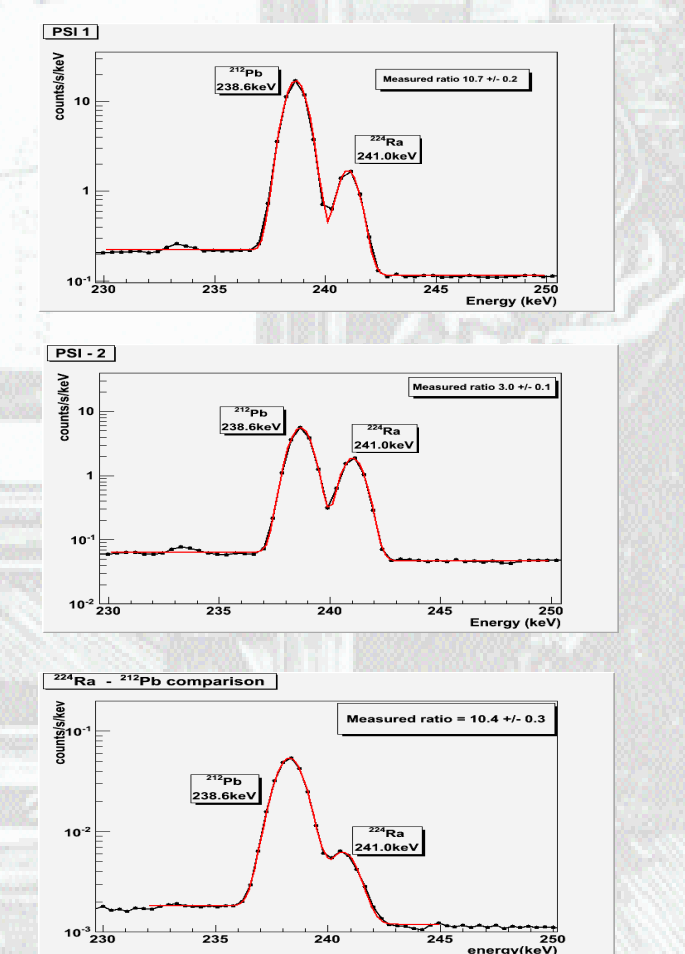 PSI 1
counts/s/keV
²¹²Pb
238.6keV
Measured ratio 10.7 +/- 0.2
²²⁴Ra
241.0keV
10
1
10⁻¹
230 235 240 245 250
Energy (keV)
PSI - 2
counts/s/keV
Measured ratio 3.0 +/- 0.1
²¹²Pb
238.6keV
²²⁴Ra
241.0keV
10
1
10⁻¹
10⁻²
230 235 240 245 250
Energy (keV)
²²⁴Ra - ²¹²Pb comparison
counts/s/kev
Measured ratio = 10.4 +/- 0.3
²¹²Pb
238.6keV
²²⁴Ra
241.0keV
10⁻¹
10⁻²
10⁻³
230 235 240 245 250
energy(keV)